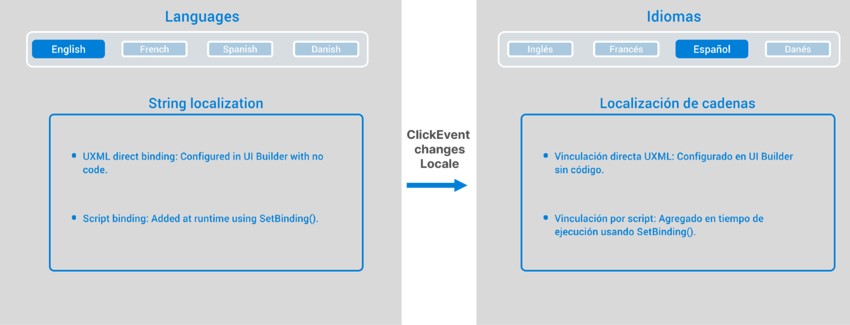 Languages
English French Spanish Danish
String localization
• UXML direct binding: Configured in UI Builder with no
code.
• Script binding: Added at runtime using SetBinding().
ClickEvent
changes
Locale
Idiomas
Inglés Francés Español Danés
Localización de cadenas
• Vinculación directa UXML: Configurado en UI Builder
sin código.
• Vinculación por script: Agregado en tiempo de
ejecución usando SetBinding().